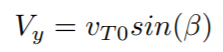 V_y = v_{T0} sin(β)